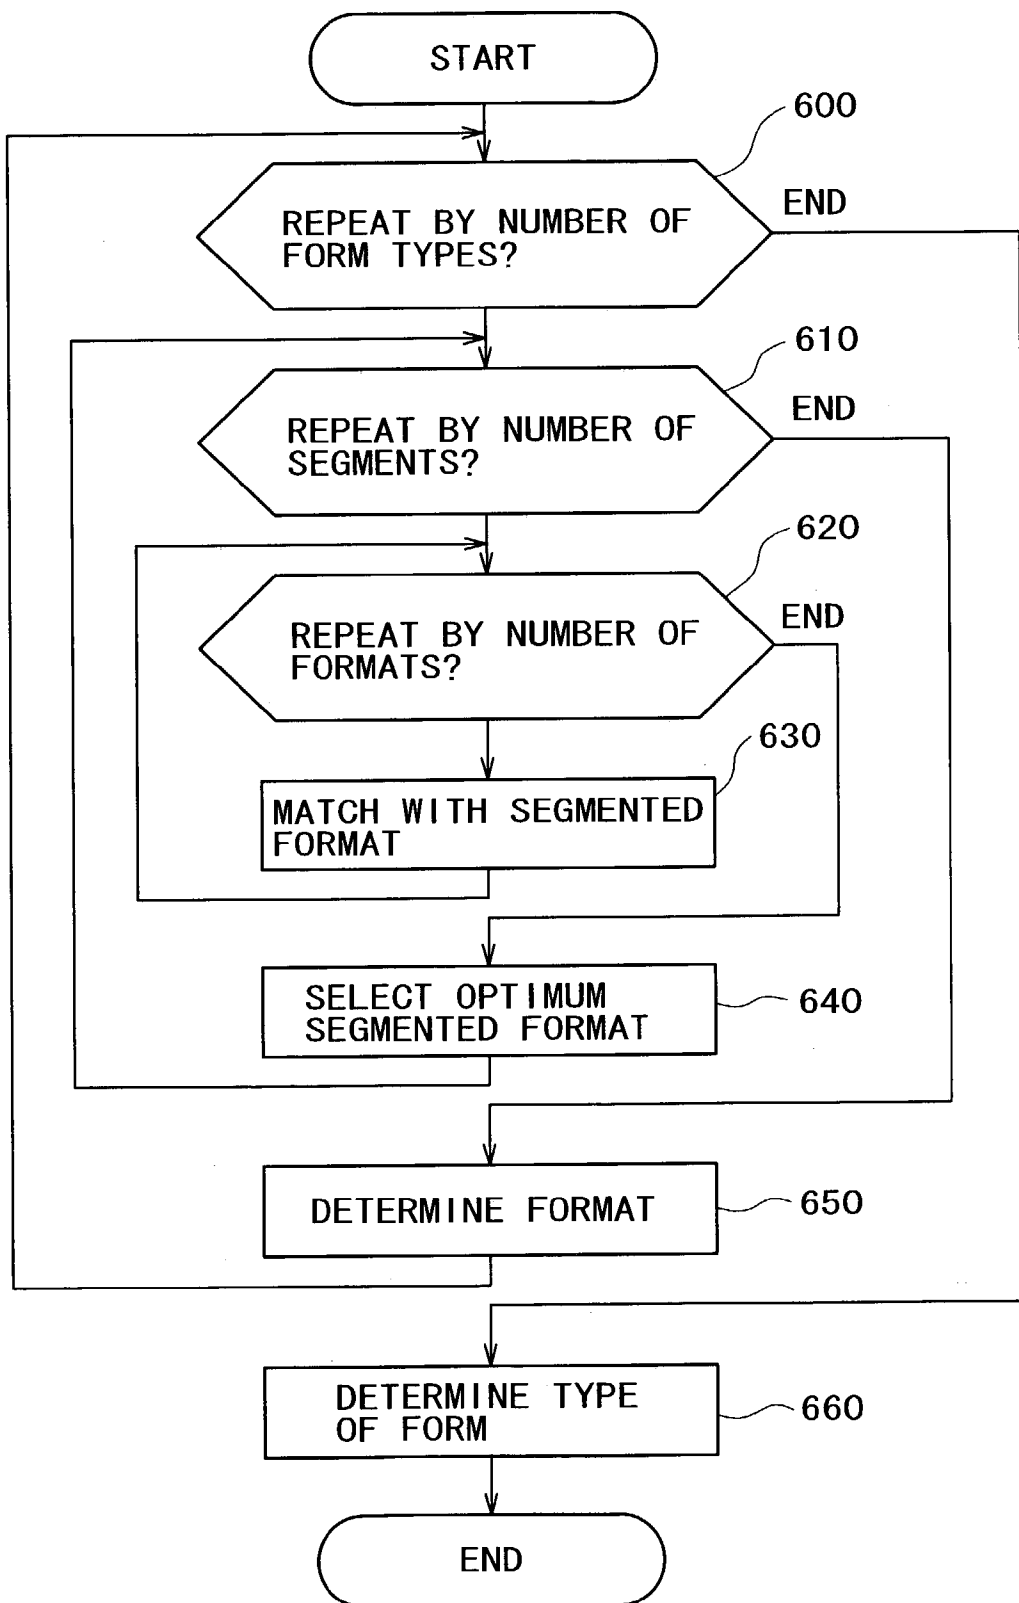 START
600
REPEAT BY NUMBER OF
FORM TYPES?
END
610
REPEAT BY NUMBER OF
SEGMENTS?
END
620
REPEAT BY NUMBER OF
FORMATS?
END
630
MATCH WITH SEGMENTED
FORMAT
SELECT OPTIMUM
SEGMENTED FORMAT
640
DETERMINE FORMAT
650
DETERMINE TYPE
OF FORM
660
END